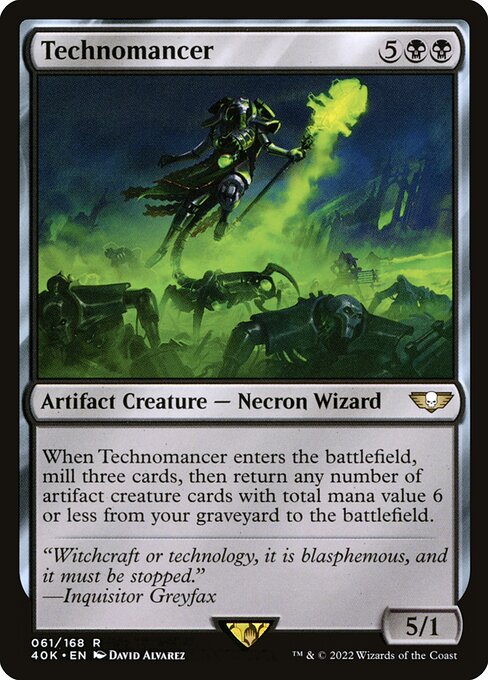 Technomancer 5
Artifact Creature — Necron Wizard
When Technomancer enters the battlefield,
mill three cards, then return any number of
artifact creature cards with total mana value 6
or less from your graveyard to the battlefield.
“Witchcraft or technology, it is blasphemous, and
it must be stopped.”
—Inquisitor Greyfax
5/1
061/168 R
40K • EN DAVID ALVAREZ
™ & © 2022 Wizards of the Coast